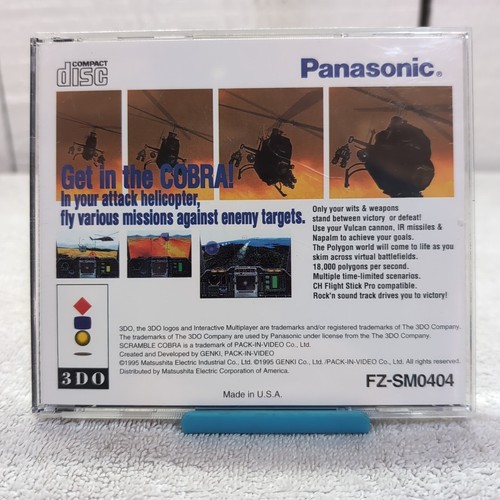 COMPACT
disc
Panasonic®
Get in the COBRA!
In your attack helicopter,
fly various missions against enemy targets.
Only your wits & weapons
stand between victory or defeat!
Use your Vulcan cannon, IR missiles &
Napalm to achieve your goals.
The Polygon world will come to life as you
skim across virtual battlefields.
18,000 polygons per second.
Multiple time-limited scenarios.
CH Flight Stick Pro compatible.
Rock'n sound track drives you to victory!
3DO, the 3DO logos and Interactive Multiplayer are trademarks and/or registered trademarks of The 3DO Company.
The trademarks of The 3DO Company are used by Panasonic under license from the The 3DO Company.
SCRAMBLE COBRA is a trademark of PACK-IN-VIDEO Co., Ltd.
Created and Developed by GENKI, PACK-IN-VIDEO
©1995 Matsushita Electric Industrial Co., Ltd. ©1995 GENKI Co., Ltd. /PACK-IN-VIDEO Co., Ltd. All rights reserved.
Distributed by Matsushita Electric Corporation of America.
3DO
FZ-SM0404
Made in U.S.A.